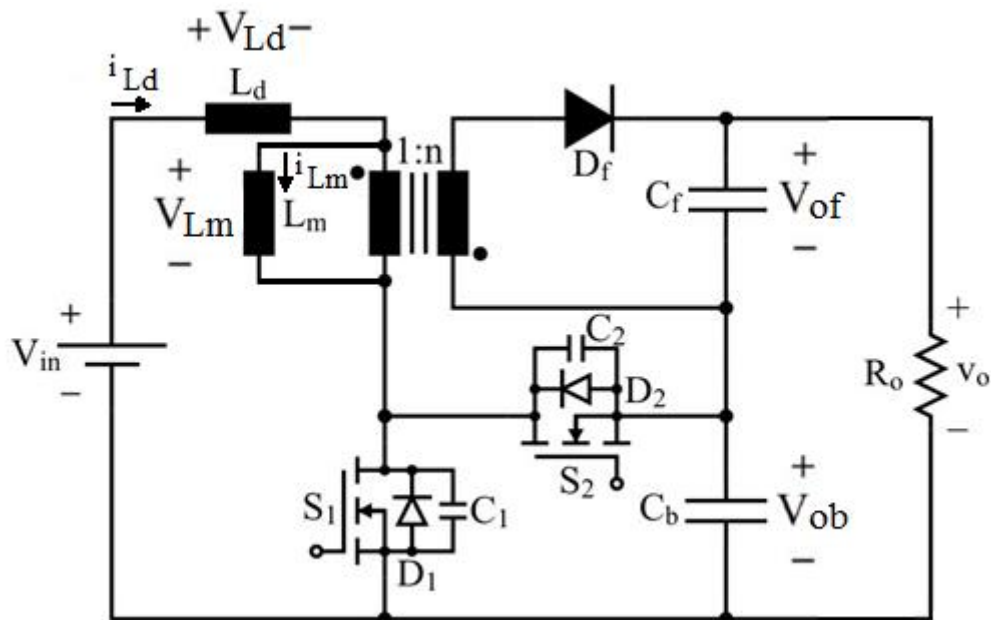 + VLd −
iLd
Ld
1:n
Df
+
VLm
−
iLm
Lm
Cf
+
Vof
−
C2
D2
S2
+
Vin
−
Ro
+
vo
−
S1
C1
D1
Cb
+
Vob
−